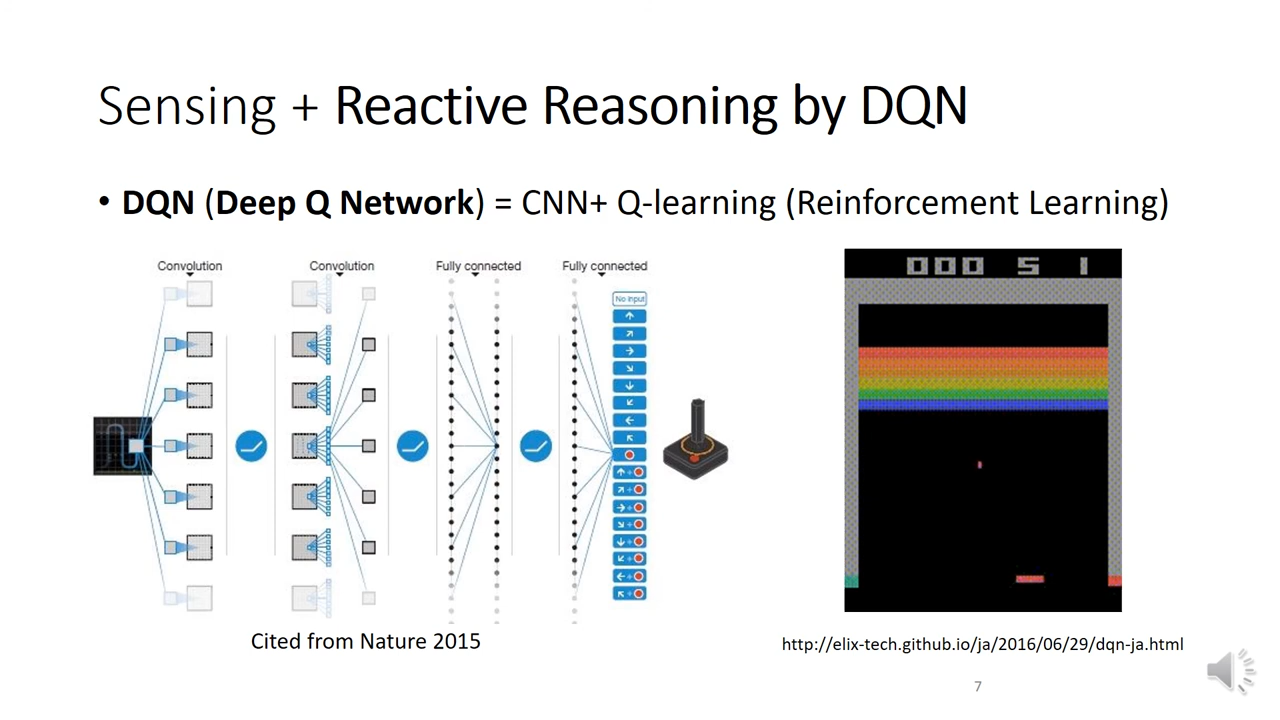 Sensing + Reactive Reasoning by DQN
• DQN (Deep Q Network) = CNN+ Q-learning (Reinforcement Learning)
Convolution
Convolution
Fully connected
Fully connected
No input
000 5 1
Cited from Nature 2015
http://elix-tech.github.io/ja/2016/06/29/dqn-ja.html
7